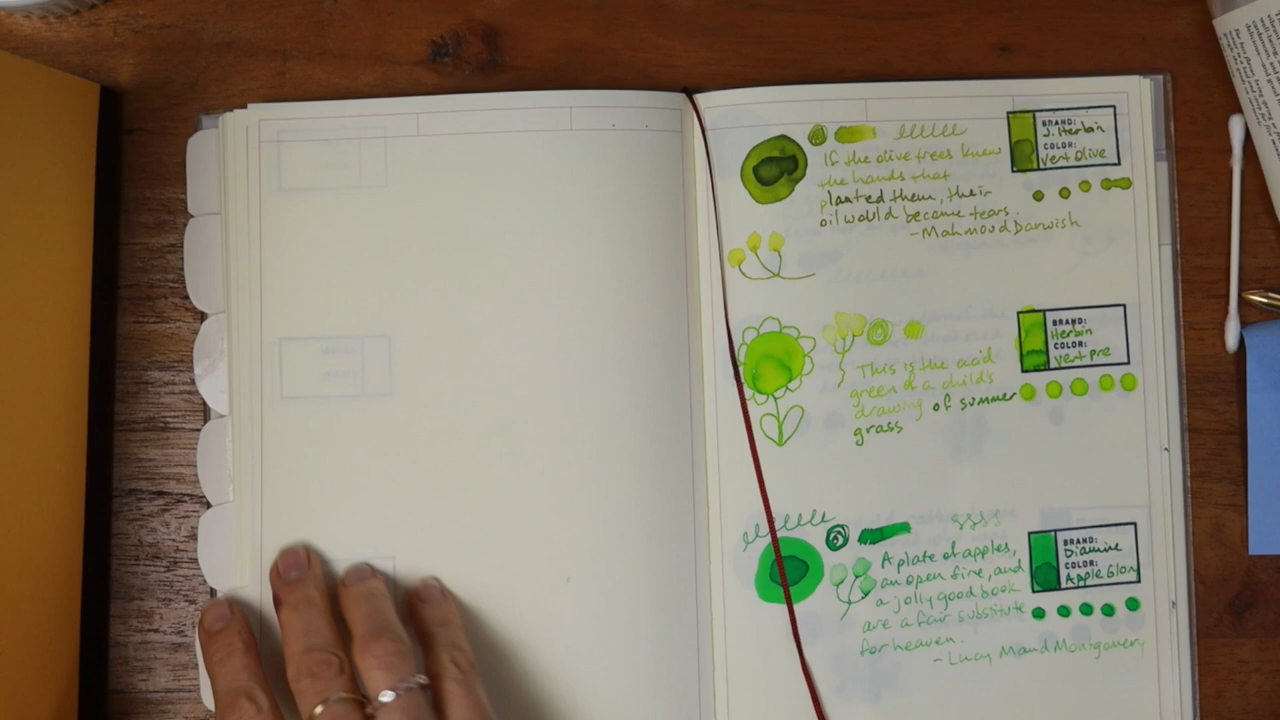 BRAND:
J. Herbin
COLOR:
Vert Olive
If the olive trees knew
the hands that
planted them, their
oil would become tears.
- Mahmoud Darwish
BRAND:
Herbin
COLOR:
Vert pre
This is the acid
green of a child's
drawing of summer
grass
BRAND:
Diamine
COLOR:
Apple Glory
A plate of apples,
an open fire, and
a jolly good book
are a fair substitute
for heaven.
- Lucy Maud Montgomery